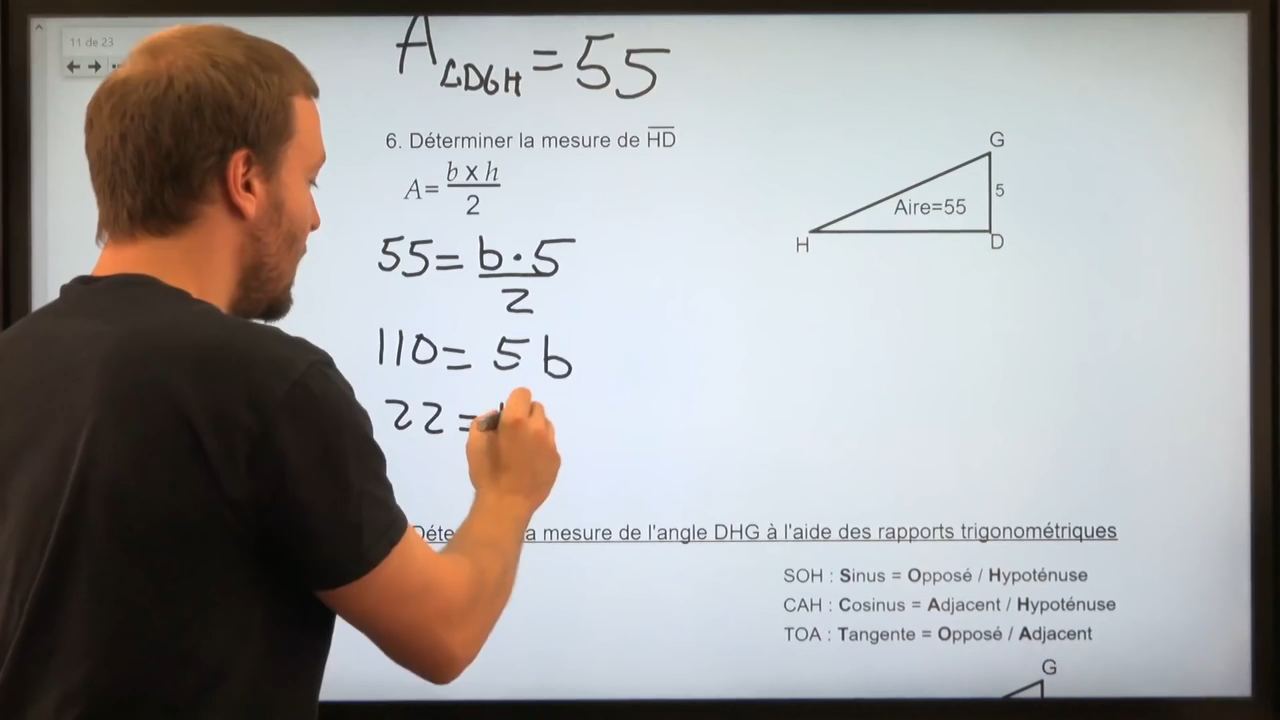 11 de 23
A△DGH = 55
6. Déterminer la mesure de HD
A= b x h / 2
55 = b · 5 / 2
110 = 5 b
22 =
G
5
Aire=55
H
D
la mesure de l'angle DHG à l'aide des rapports trigonométriques
SOH : Sinus = Opposé / Hypoténuse
CAH : Cosinus = Adjacent / Hypoténuse
TOA : Tangente = Opposé / Adjacent
G